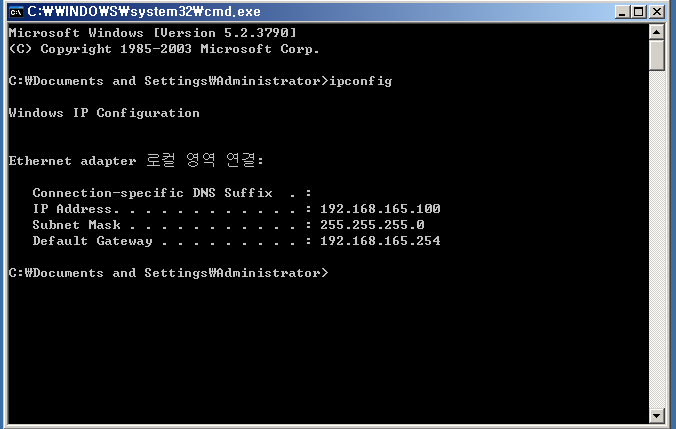 C:₩WINDOWS₩system32₩cmd.exe
Microsoft Windows [Version 5.2.3790]
(C) Copyright 1985-2003 Microsoft Corp.
C:₩Documents and Settings₩Administrator>ipconfig
Windows IP Configuration
Ethernet adapter 로컬 영역 연결:
Connection-specific DNS Suffix  . :
IP Address. . . . . . . . . . . . : 192.168.165.100
Subnet Mask . . . . . . . . . . . : 255.255.255.0
Default Gateway . . . . . . . . . : 192.168.165.254
C:₩Documents and Settings₩Administrator>